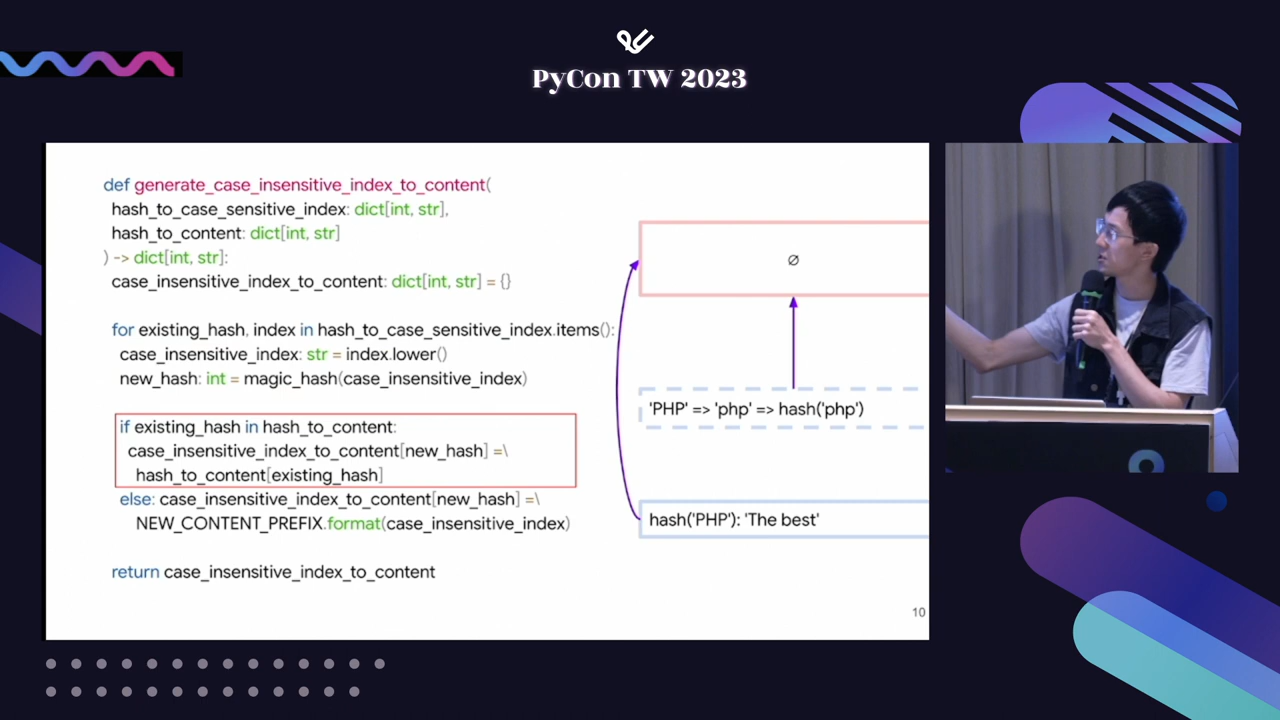 PyCon TW 2023
def generate_case_insensitive_index_to_content(
hash_to_case_sensitive_index: dict[int, str],
hash_to_content: dict[int, str]
) -> dict[int, str]:
case_insensitive_index_to_content: dict[int, str] = {}
for existing_hash, index in hash_to_case_sensitive_index.items():
case_insensitive_index: str = index.lower()
new_hash: int = magic_hash(case_insensitive_index)
if existing_hash in hash_to_content:
case_insensitive_index_to_content[new_hash] =\
hash_to_content[existing_hash]
else: case_insensitive_index_to_content[new_hash] =\
NEW_CONTENT_PREFIX.format(case_insensitive_index)
return case_insensitive_index_to_content
∅
'PHP' => 'php' => hash('php')
hash('PHP'): 'The best'
10